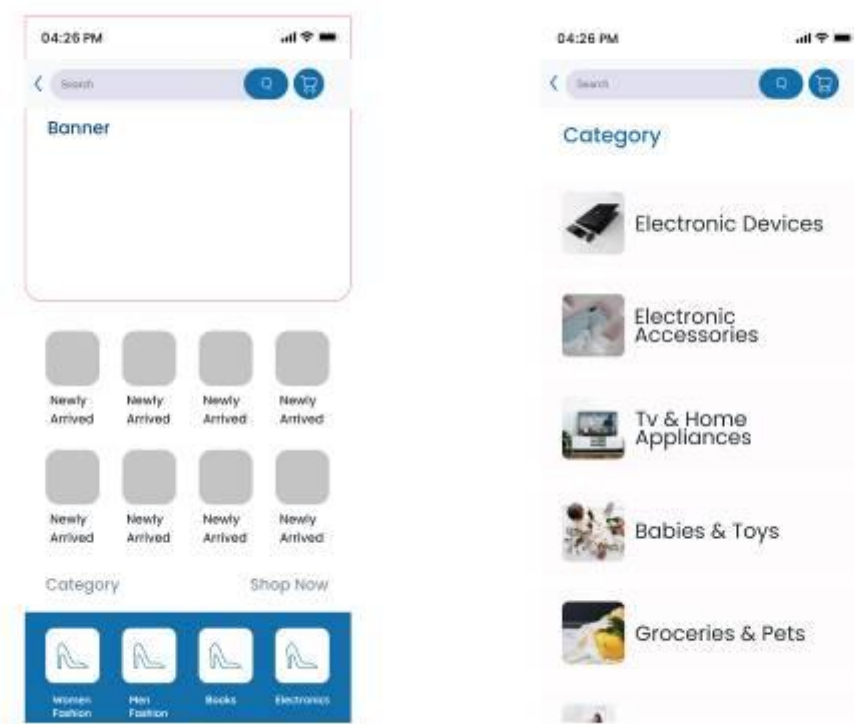 04:26 PM
Search
Banner
Newly Newly Newly Newly
Arrived Arrived Arrived Arrived
Newly Newly Newly Newly
Arrived Arrived Arrived Arrived
Category Shop Now
Women Men Books Electronics
Fashion Fashion
04:26 PM
Search
Category
Electronic Devices
Electronic
Accessories
Tv & Home
Appliances
Babies & Toys
Groceries & Pets